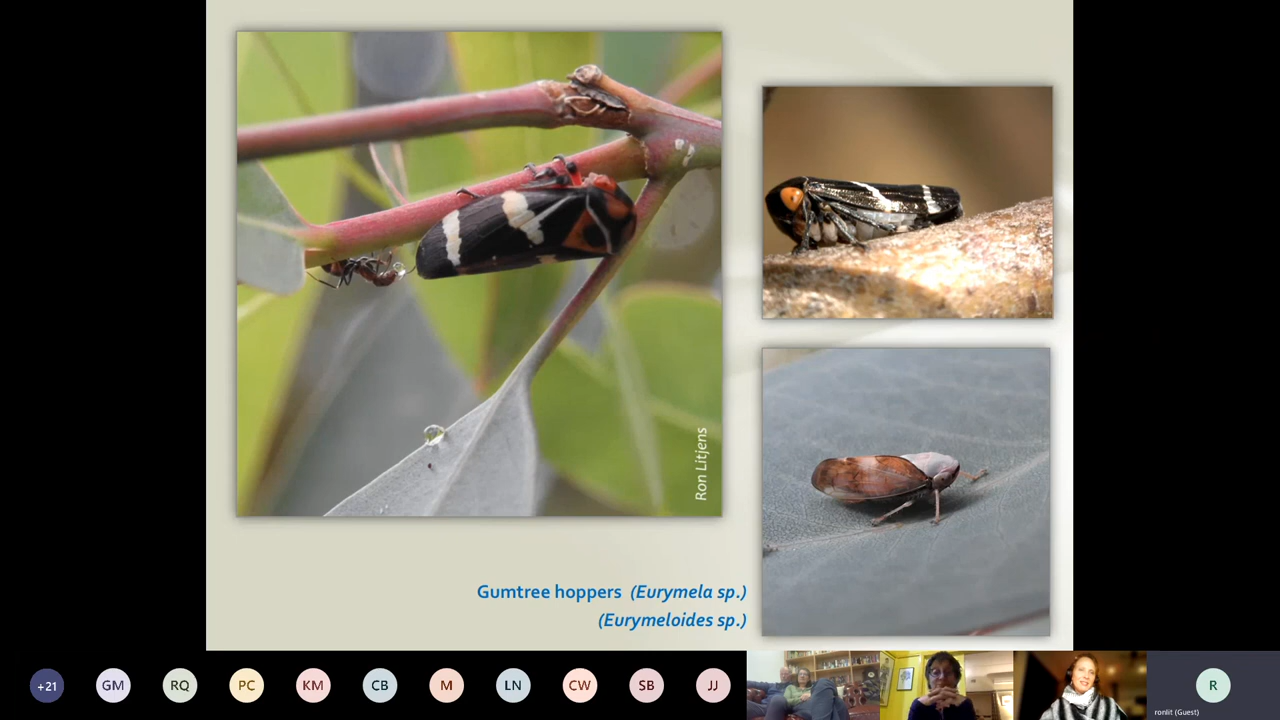 Ron Litjens
Gumtree hoppers (Eurymela sp.)
(Eurymeloides sp.)
+21
GM
RQ
PC
KM
CB
M
LN
CW
SB
JJ
R
ronlit (Guest)